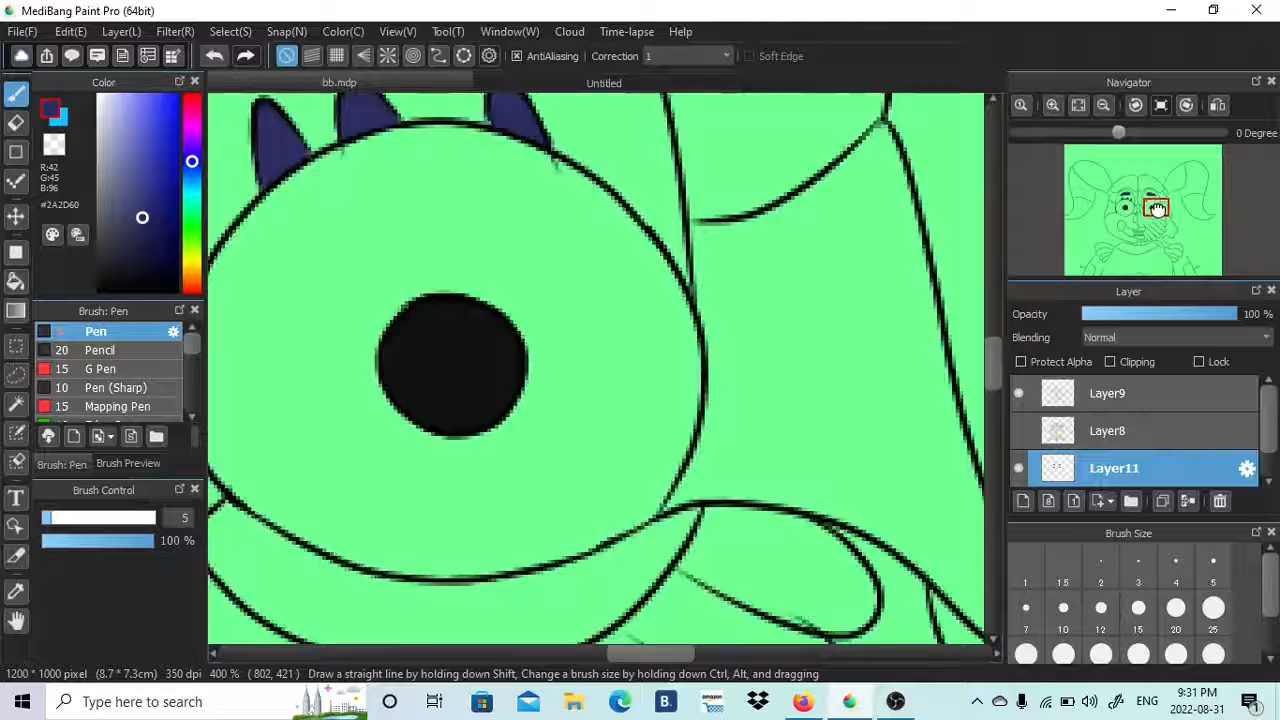 MediBang Paint Pro (64bit)
File(F) Edit(E) Layer(L) Filter(R) Select(S) Snap(N) Color(C) View(V) Tool(T) Window(W) Cloud Time-lapse Help
AntiAliasing Correction 1 Soft Edge
Color
bb.mdp
Untitled
Navigator
0 Degree
R:42
G:45
B:96
#2A2D60
Brush: Pen
5 Pen
20 Pencil
15 G Pen
10 Pen (Sharp)
15 Mapping Pen
Brush: Pen Brush Preview
Brush Control
5
100 %
Layer
Opacity 100 %
Blending Normal
Protect Alpha Clipping Lock
Layer9
Layer8
Layer11
Brush Size
1 1.5 2 3 4 5
7 10 12 15 20 25
1200 * 1000 pixel (8.7 * 7.3cm) 350 dpi 400 % ( 802, 421 ) Draw a straight line by holding down Shift, Change a brush size by holding down Ctrl, Alt, and dragging
Type here to search
B.
amazon
ENG
9:31 PM
2022-08-31
1